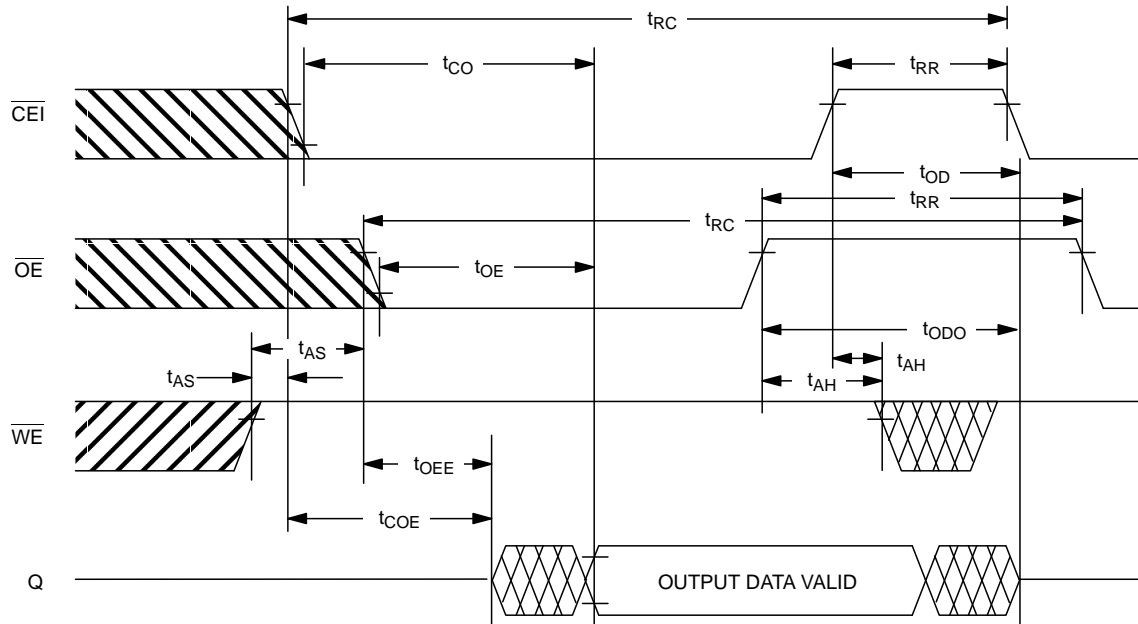 tRC
tCO
tRR
CEI
tOD
tRR
tRC
OE
tOE
tODO
tAS
tAH
tAS
tAH
WE
tOEE
tCOE
Q
OUTPUT DATA VALID